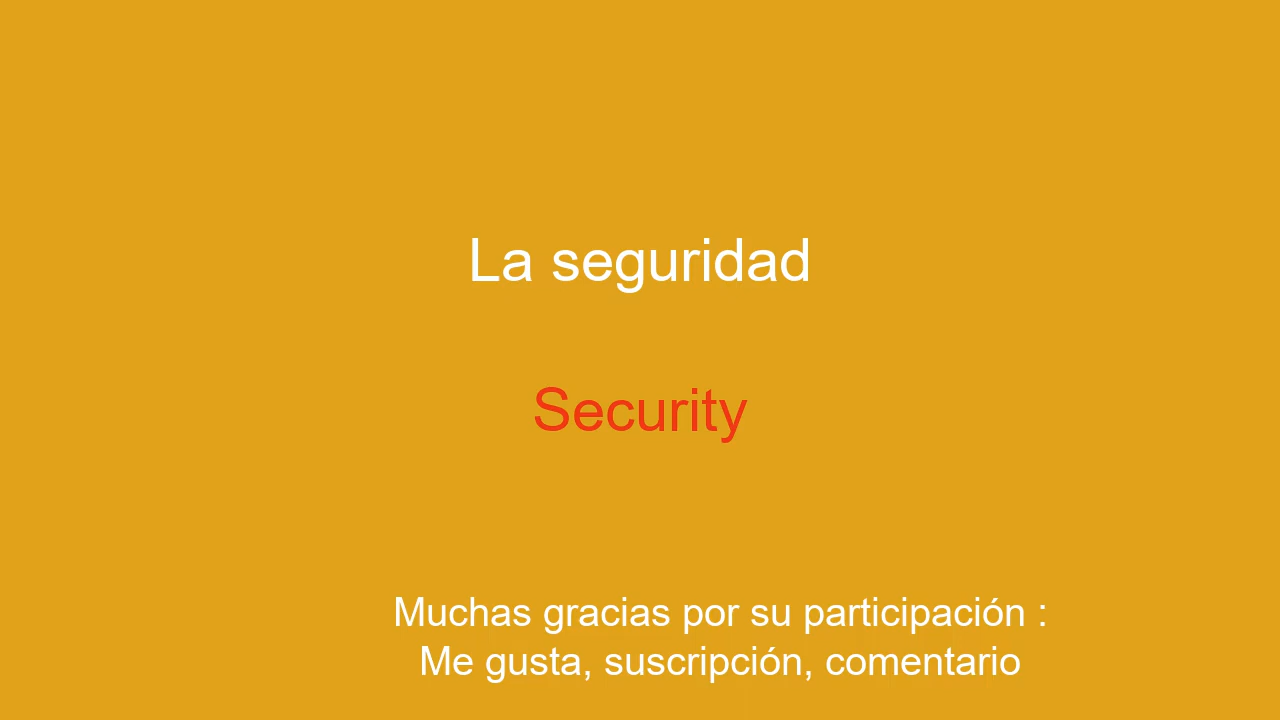 La seguridad
Security
Muchas gracias por su participación :
Me gusta, suscripción, comentario